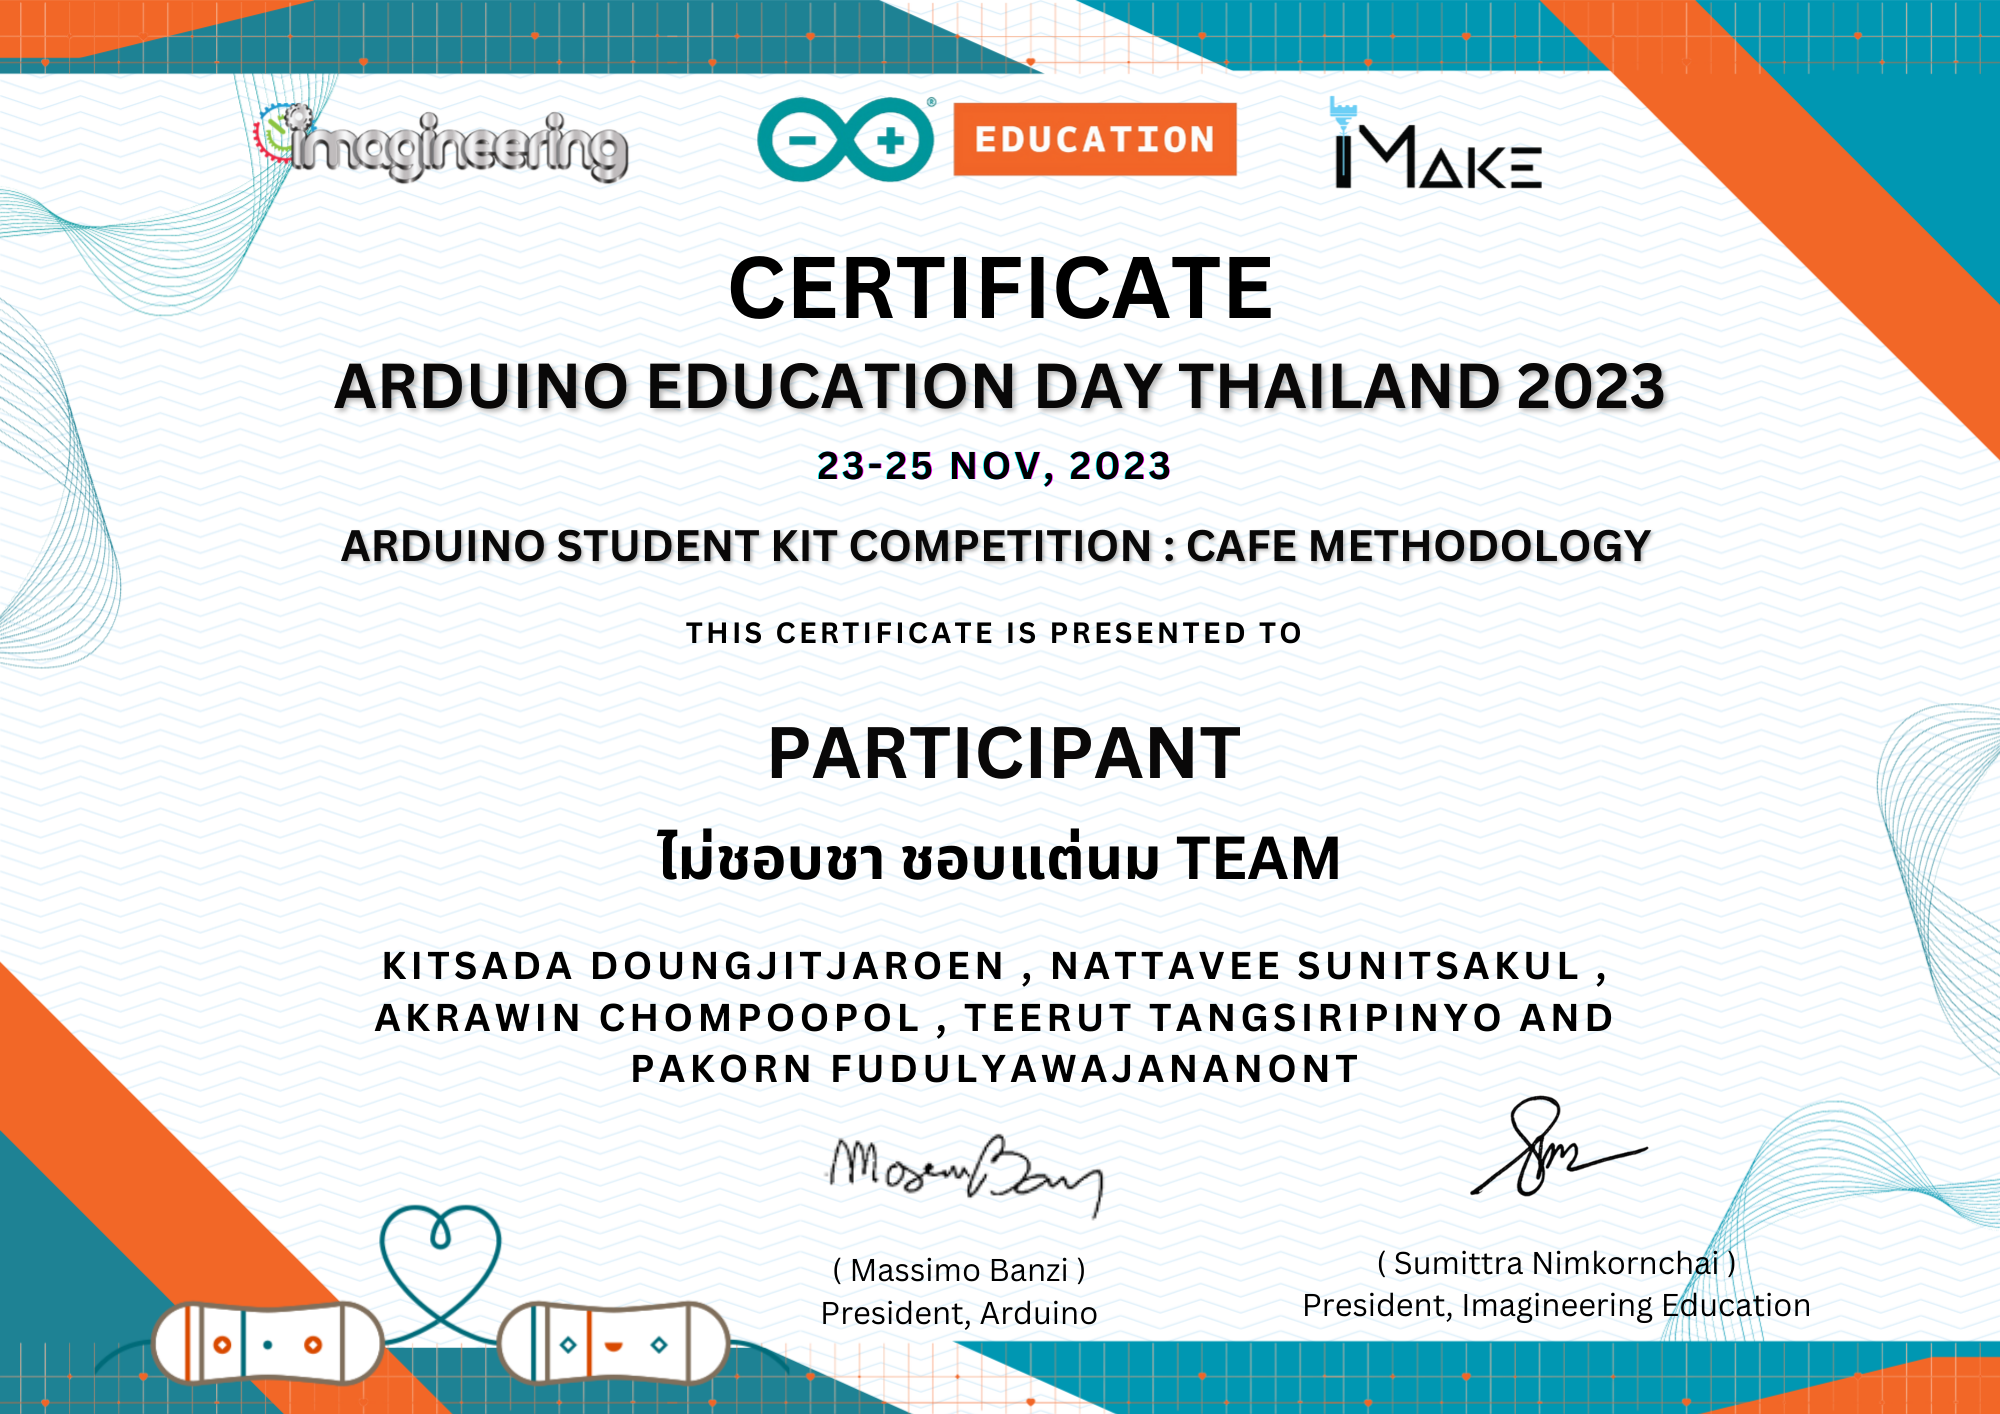 imagineering
EDUCATION
iMAKE
CERTIFICATE
ARDUINO EDUCATION DAY THAILAND 2023
23-25 NOV, 2023
ARDUINO STUDENT KIT COMPETITION : CAFE METHODOLOGY
THIS CERTIFICATE IS PRESENTED TO
PARTICIPANT
ไม่ชอบชา ชอบแต่นม TEAM
KITSADA DOUNGJITJAROEN , NATTAVEE SUNITSAKUL ,
AKRAWIN CHOMPOOPOL , TEERUT TANGSIRIPINYO AND
PAKORN FUDULYAWAJANANONT
( Massimo Banzi )
President, Arduino
( Sumittra Nimkornchai )
President, Imagineering Education